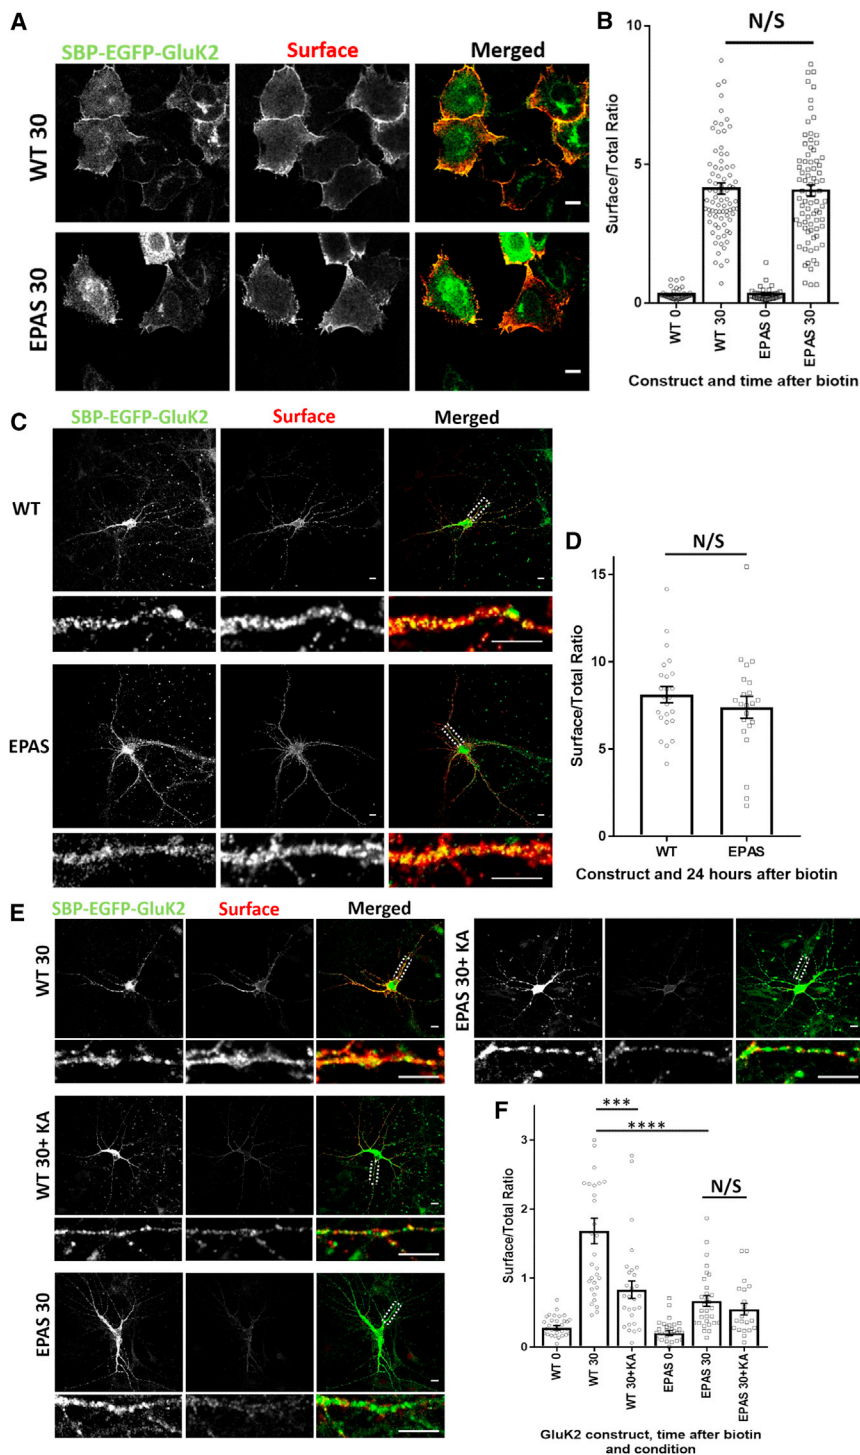 A
SBP-EGFP-GluK2 Surface Merged
WT 30
EPAS 30
B
N/S
Surface/Total Ratio
10
5
0
WT 0
WT 30
EPAS 0
EPAS 30
Construct and time after biotin
C
SBP-EGFP-GluK2 Surface Merged
WT
EPAS
D
N/S
Surface/Total Ratio
15
10
5
0
WT EPAS
Construct and 24 hours after biotin
E
SBP-EGFP-GluK2 Surface Merged
WT 30
WT 30+ KA
EPAS 30
EPAS 30+ KA
F
***
****
N/S
Surface/Total Ratio
3
2
1
0
WT 0
WT 30
WT 30+KA
EPAS 0
EPAS 30
EPAS 30+KA
GluK2 construct, time after biotin
and condition